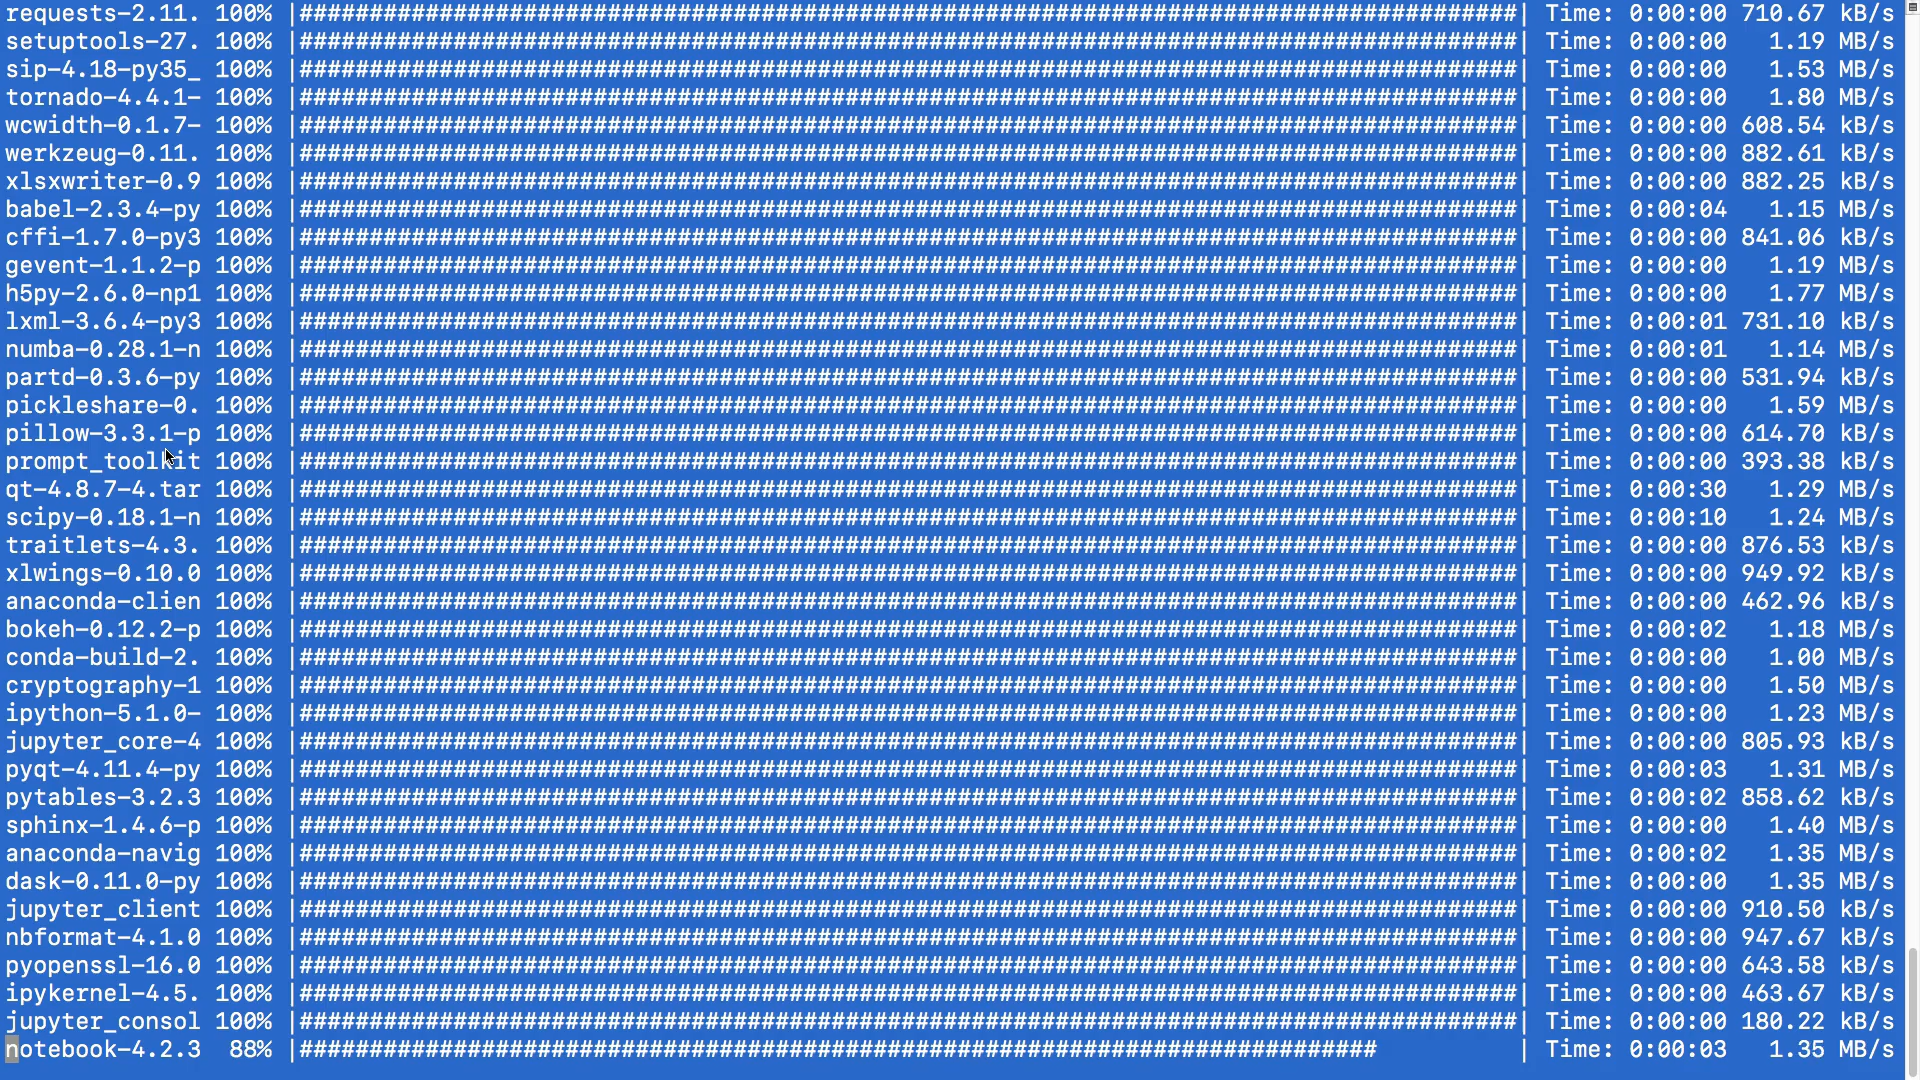 requests-2.11. 100% |#######################################################################################| Time: 0:00:00 710.67 kB/s
setuptools-27. 100% |#######################################################################################| Time: 0:00:00   1.19 MB/s
sip-4.18-py35_ 100% |#######################################################################################| Time: 0:00:00   1.53 MB/s
tornado-4.4.1- 100% |#######################################################################################| Time: 0:00:00   1.80 MB/s
wcwidth-0.1.7- 100% |#######################################################################################| Time: 0:00:00 608.54 kB/s
werkzeug-0.11. 100% |#######################################################################################| Time: 0:00:00 882.61 kB/s
xlsxwriter-0.9 100% |#######################################################################################| Time: 0:00:00 882.25 kB/s
babel-2.3.4-py 100% |#######################################################################################| Time: 0:00:04   1.15 MB/s
cffi-1.7.0-py3 100% |#######################################################################################| Time: 0:00:00 841.06 kB/s
gevent-1.1.2-p 100% |#######################################################################################| Time: 0:00:00   1.19 MB/s
h5py-2.6.0-np1 100% |#######################################################################################| Time: 0:00:00   1.77 MB/s
lxml-3.6.4-py3 100% |#######################################################################################| Time: 0:00:01 731.10 kB/s
numba-0.28.1-n 100% |#######################################################################################| Time: 0:00:01   1.14 MB/s
partd-0.3.6-py 100% |#######################################################################################| Time: 0:00:00 531.94 kB/s
pickleshare-0. 100% |#######################################################################################| Time: 0:00:00   1.59 MB/s
pillow-3.3.1-p 100% |#######################################################################################| Time: 0:00:00 614.70 kB/s
prompt_toolkit 100% |#######################################################################################| Time: 0:00:00 393.38 kB/s
qt-4.8.7-4.tar 100% |#######################################################################################| Time: 0:00:30   1.29 MB/s
scipy-0.18.1-n 100% |#######################################################################################| Time: 0:00:10   1.24 MB/s
traitlets-4.3. 100% |#######################################################################################| Time: 0:00:00 876.53 kB/s
xlwings-0.10.0 100% |#######################################################################################| Time: 0:00:00 949.92 kB/s
anaconda-clien 100% |#######################################################################################| Time: 0:00:00 462.96 kB/s
bokeh-0.12.2-p 100% |#######################################################################################| Time: 0:00:02   1.18 MB/s
conda-build-2. 100% |#######################################################################################| Time: 0:00:00   1.00 MB/s
cryptography-1 100% |#######################################################################################| Time: 0:00:00   1.50 MB/s
ipython-5.1.0- 100% |#######################################################################################| Time: 0:00:00   1.23 MB/s
jupyter_core-4 100% |#######################################################################################| Time: 0:00:00 805.93 kB/s
pyqt-4.11.4-py 100% |#######################################################################################| Time: 0:00:03   1.31 MB/s
pytables-3.2.3 100% |#######################################################################################| Time: 0:00:02 858.62 kB/s
sphinx-1.4.6-p 100% |#######################################################################################| Time: 0:00:00   1.40 MB/s
anaconda-navig 100% |#######################################################################################| Time: 0:00:02   1.35 MB/s
dask-0.11.0-py 100% |#######################################################################################| Time: 0:00:00   1.35 MB/s
jupyter_client 100% |#######################################################################################| Time: 0:00:00 910.50 kB/s
nbformat-4.1.0 100% |#######################################################################################| Time: 0:00:00 947.67 kB/s
pyopenssl-16.0 100% |#######################################################################################| Time: 0:00:00 643.58 kB/s
ipykernel-4.5. 100% |#######################################################################################| Time: 0:00:00 463.67 kB/s
jupyter_consol 100% |#######################################################################################| Time: 0:00:00 180.22 kB/s
notebook-4.2.3  88% |#############################################################################          | Time: 0:00:03   1.35 MB/s